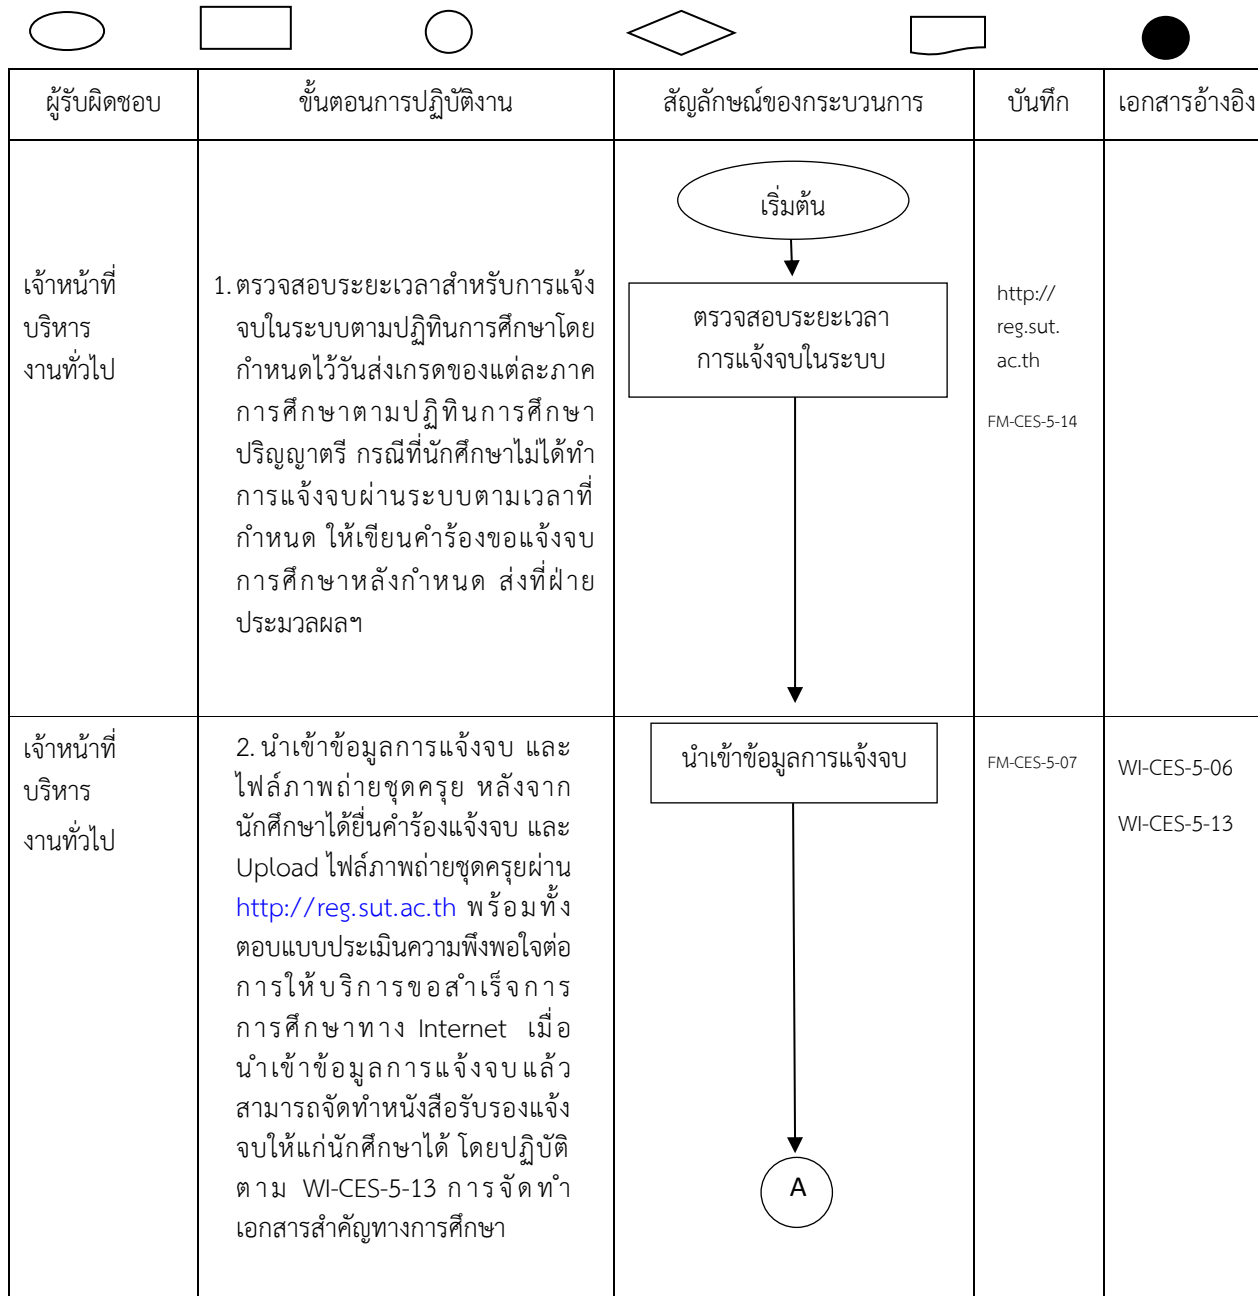 ผู้รับผิดชอบ
ขั้นตอนการปฏิบัติงาน
สัญลักษณ์ของกระบวนการ
บันทึก
เอกสารอ้างอิง
เจ้าหน้าที่
บริหาร
งานทั่วไป
1. ตรวจสอบระยะเวลาสำหรับการแจ้ง
จบในระบบตามปฏิทินการศึกษาโดย
กำหนดไว้วันส่งเกรดของแต่ละภาค
การศึกษาตามปฏิทินการศึกษา
ปริญญาตรี กรณีที่นักศึกษาไม่ได้ทำ
การแจ้งจบผ่านระบบตามเวลาที่
กำหนด ให้เขียนคำร้องขอแจ้งจบ
การศึกษาหลังกำหนด ส่งที่ฝ่าย
ประมวลผลฯ
เริ่มต้น
ตรวจสอบระยะเวลา
การแจ้งจบในระบบ
http://
reg.sut.
ac.th
FM-CES-5-14
เจ้าหน้าที่
บริหาร
งานทั่วไป
2. นำเข้าข้อมูลการแจ้งจบ และ
ไฟล์ภาพถ่ายชุดครุย หลังจาก
นักศึกษาได้ยื่นคำร้องแจ้งจบ และ
Upload ไฟล์ภาพถ่ายชุดครุยผ่าน
http://reg.sut.ac.th พร้อมทั้ง
ตอบแบบประเมินความพึงพอใจต่อ
การให้บริการขอสำเร็จการ
การศึกษาทาง Internet เมื่อ
นำเข้าข้อมูลการแจ้งจบแล้ว
สามารถจัดทำหนังสือรับรองแจ้ง
จบให้แก่นักศึกษาได้ โดยปฏิบัติ
ตาม WI-CES-5-13 การจัดทำ
เอกสารสำคัญทางการศึกษา
นำเข้าข้อมูลการแจ้งจบ
A
FM-CES-5-07
WI-CES-5-06
WI-CES-5-13